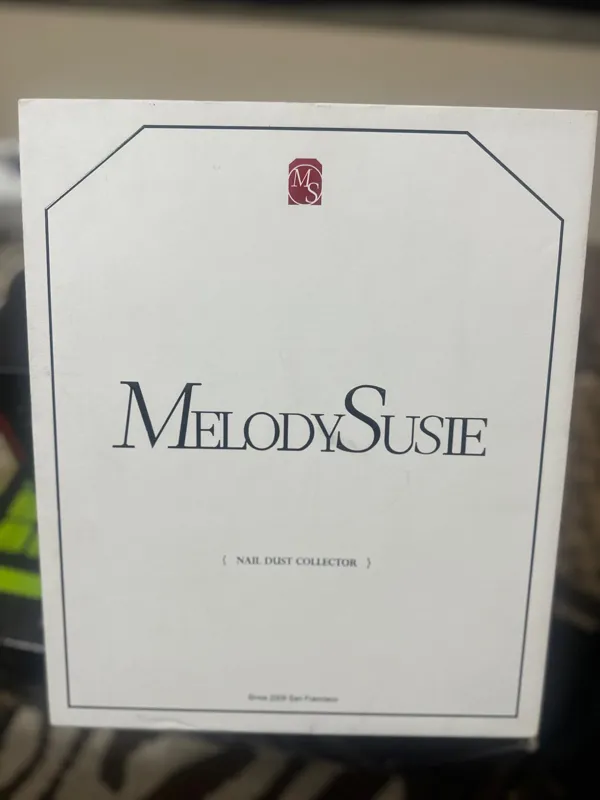 MS
MELODYSUSIE
{ NAIL DUST COLLECTOR }
Since 2009 San Francisco